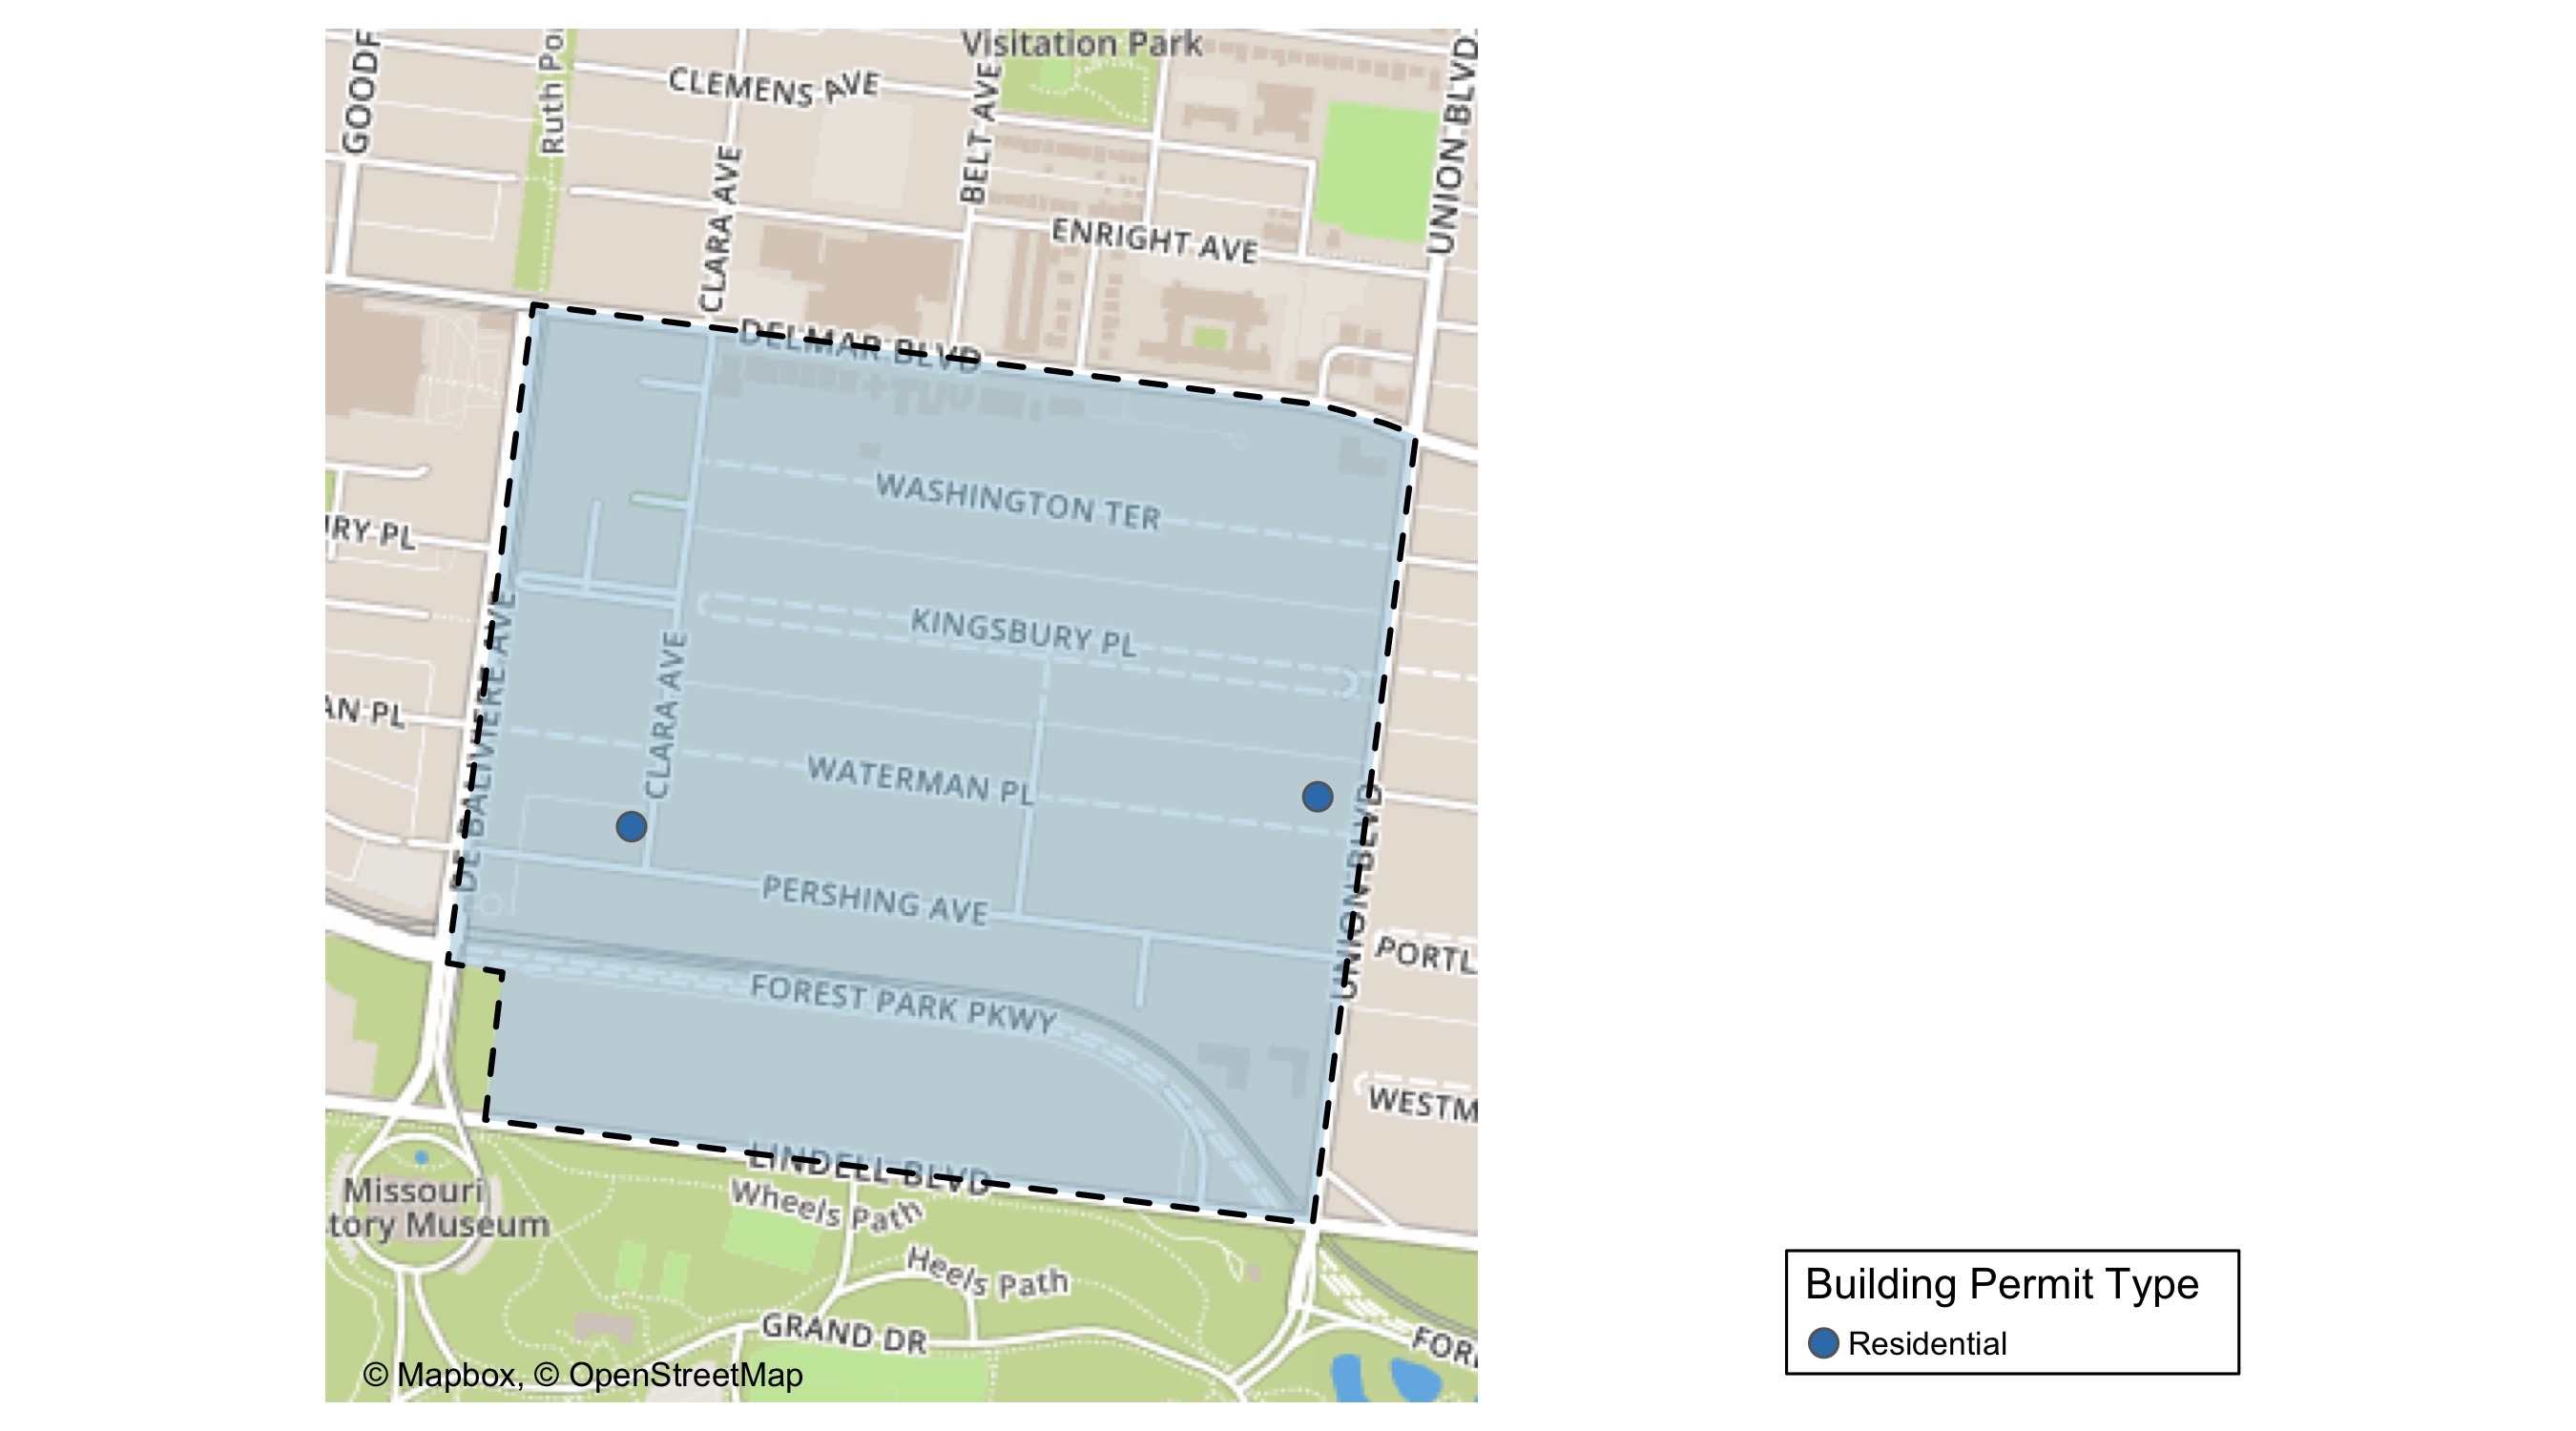 Visitation Park
GOODF
Ruth Po
CLEMENS AVE
BELT AVE
UNION BLVD
CLARA AVE
ENRIGHT AVE
DELMAR BLVD
WASHINGTON TER
URY PL
KINGSBURY PL
DE BALIVIERE AVE
CLARA AVE
AN PL
WATERMAN PL
UNION BLVD
PERSHING AVE
PORTL
FOREST PARK PKWY
WESTM
LINDELL BLVD
Wheels Path
Missouri
tory Museum
Heels Path
GRAND DR
FOR
© Mapbox, © OpenStreetMap
Building Permit Type
Residential